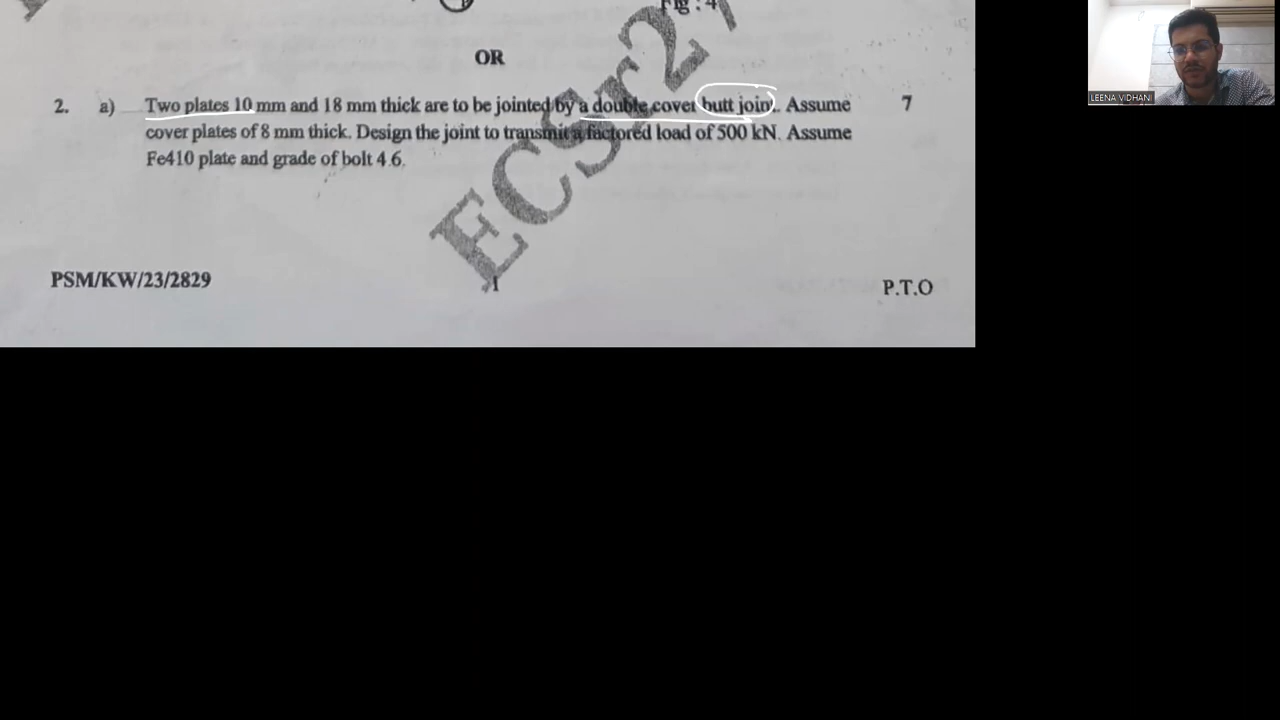 Fig : 4
OR
2. a) Two plates 10 mm and 18 mm thick are to be jointed by a double cover butt join. Assume 7
cover plates of 8 mm thick. Design the joint to transmit a factored load of 500 kN. Assume
Fe410 plate and grade of bolt 4.6.
ECSr27
PSM/KW/23/2829 1 P.T.O
LEENA VIDHANI